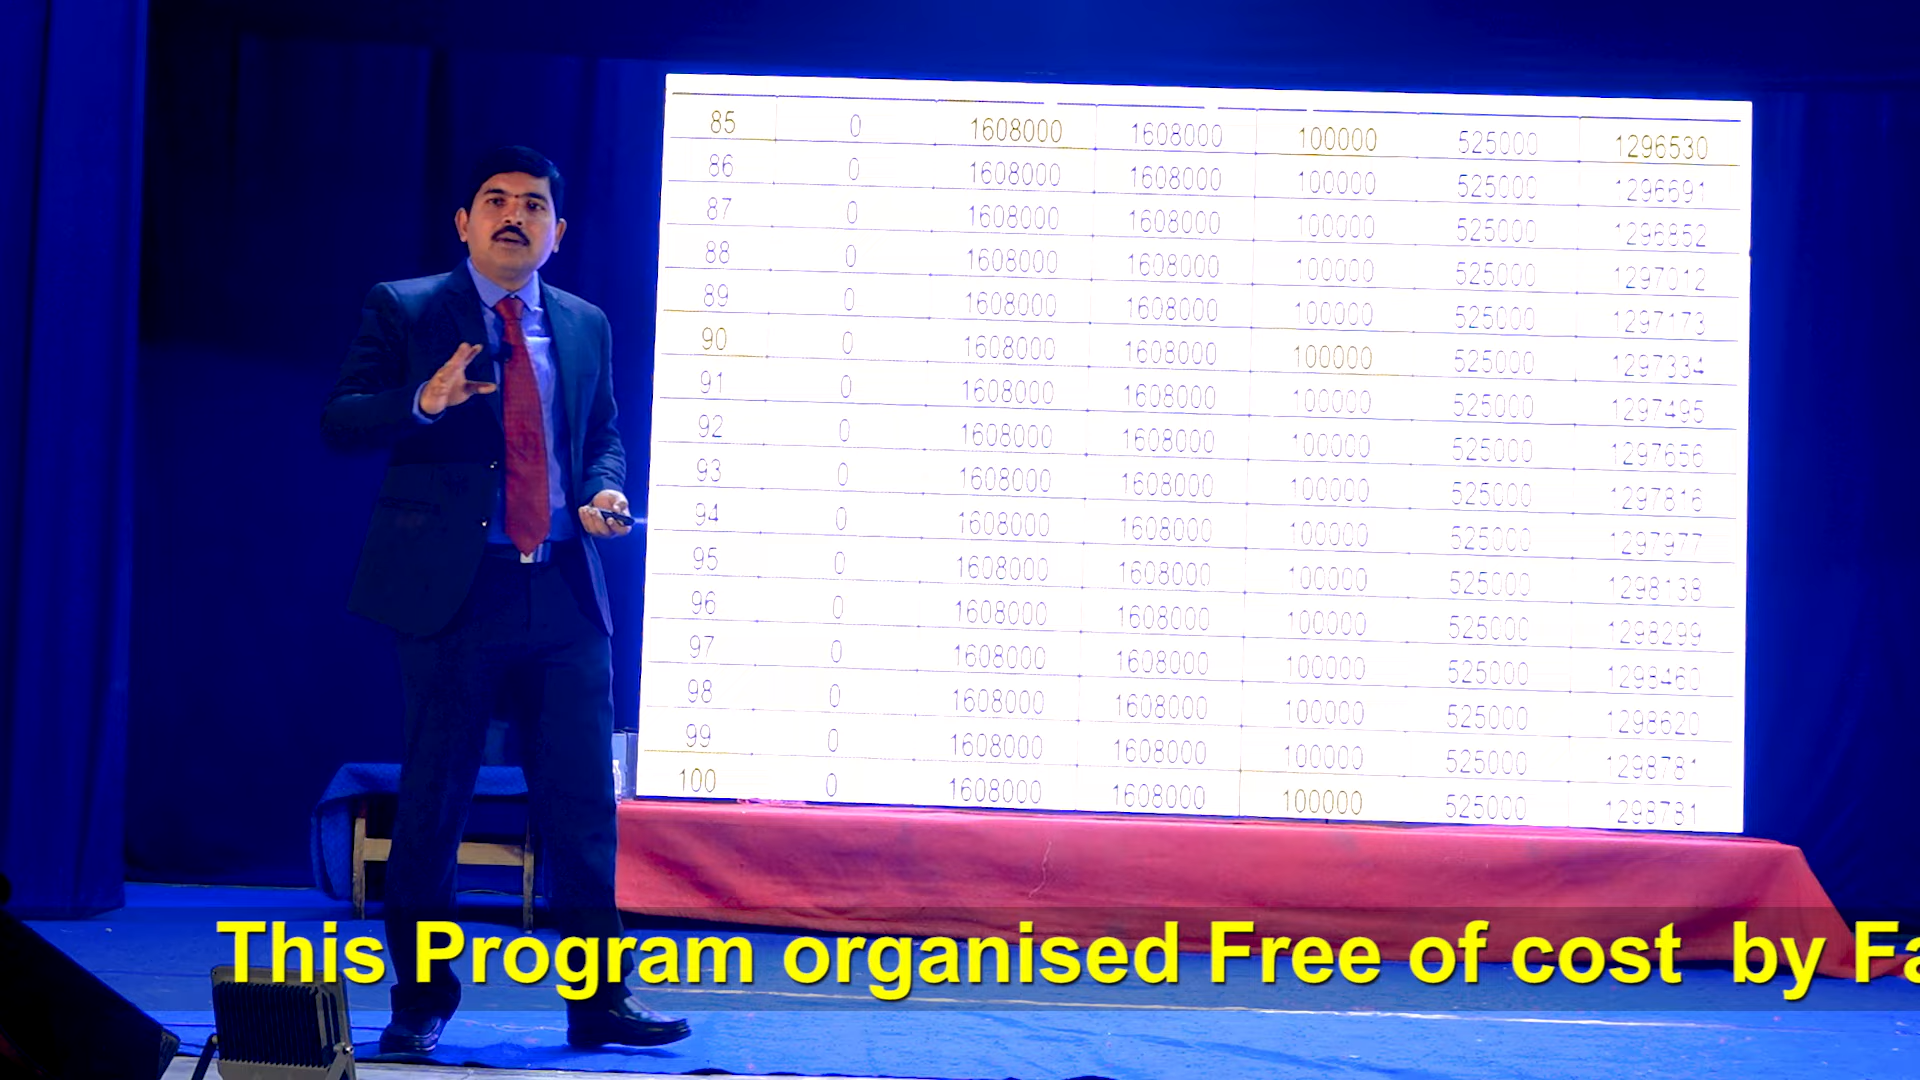 85 0 1608000 1608000 100000 525000 1296530
86 0 1608000 1608000 100000 525000 1296691
87 0 1608000 1608000 100000 525000 1296852
88 0 1608000 1608000 100000 525000 1297012
89 0 1608000 1608000 100000 525000 1297173
90 0 1608000 1608000 100000 525000 1297334
91 0 1608000 1608000 100000 525000 1297495
92 0 1608000 1608000 100000 525000 1297656
93 0 1608000 1608000 100000 525000 1297816
94 0 1608000 1608000 100000 525000 1297977
95 0 1608000 1608000 100000 525000 1298138
96 0 1608000 1608000 100000 525000 1298299
97 0 1608000 1608000 100000 525000 1298460
98 0 1608000 1608000 100000 525000 1298620
99 0 1608000 1608000 100000 525000 1298781
100 0 1608000 1608000 100000 525000
This Program organised Free of cost by Fa